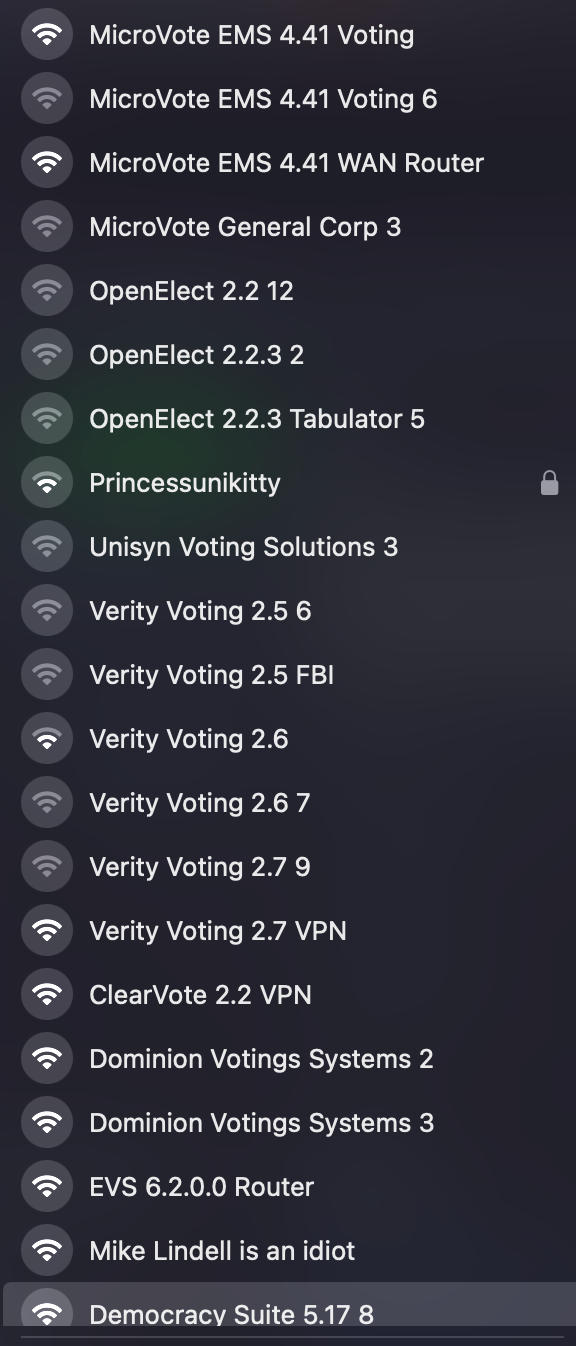 MicroVote EMS 4.41 Voting
MicroVote EMS 4.41 Voting 6
MicroVote EMS 4.41 WAN Router
MicroVote General Corp 3
OpenElect 2.2 12
OpenElect 2.2.3 2
OpenElect 2.2.3 Tabulator 5
Princessunikitty
Unisyn Voting Solutions 3
Verity Voting 2.5 6
Verity Voting 2.5 FBI
Verity Voting 2.6
Verity Voting 2.6 7
Verity Voting 2.7 9
Verity Voting 2.7 VPN
ClearVote 2.2 VPN
Dominion Votings Systems 2
Dominion Votings Systems 3
EVS 6.2.0.0 Router
Mike Lindell is an idiot
Democracy Suite 5.17 8